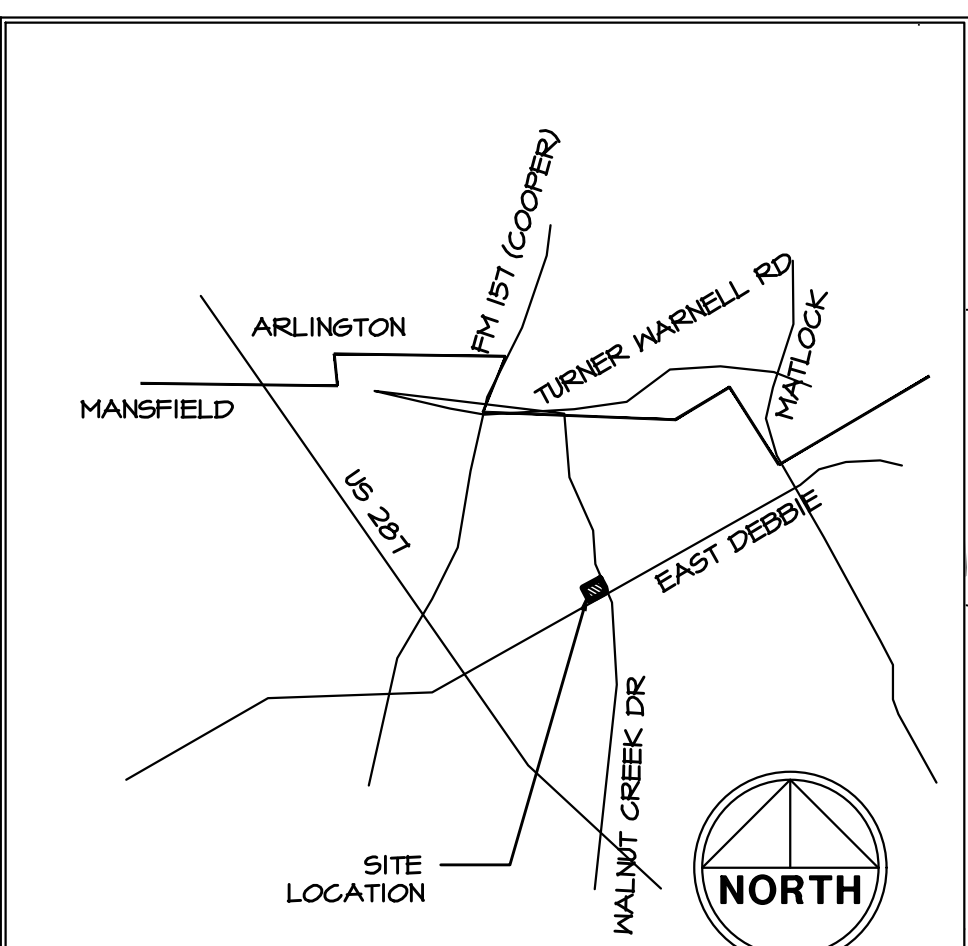 FM 157 (COOPER)
TURNER WARNELL RD
MATLOCK
ARLINGTON
MANSFIELD
US 287
EAST DEBBIE
WALNUT CREEK DR
SITE
LOCATION
NORTH